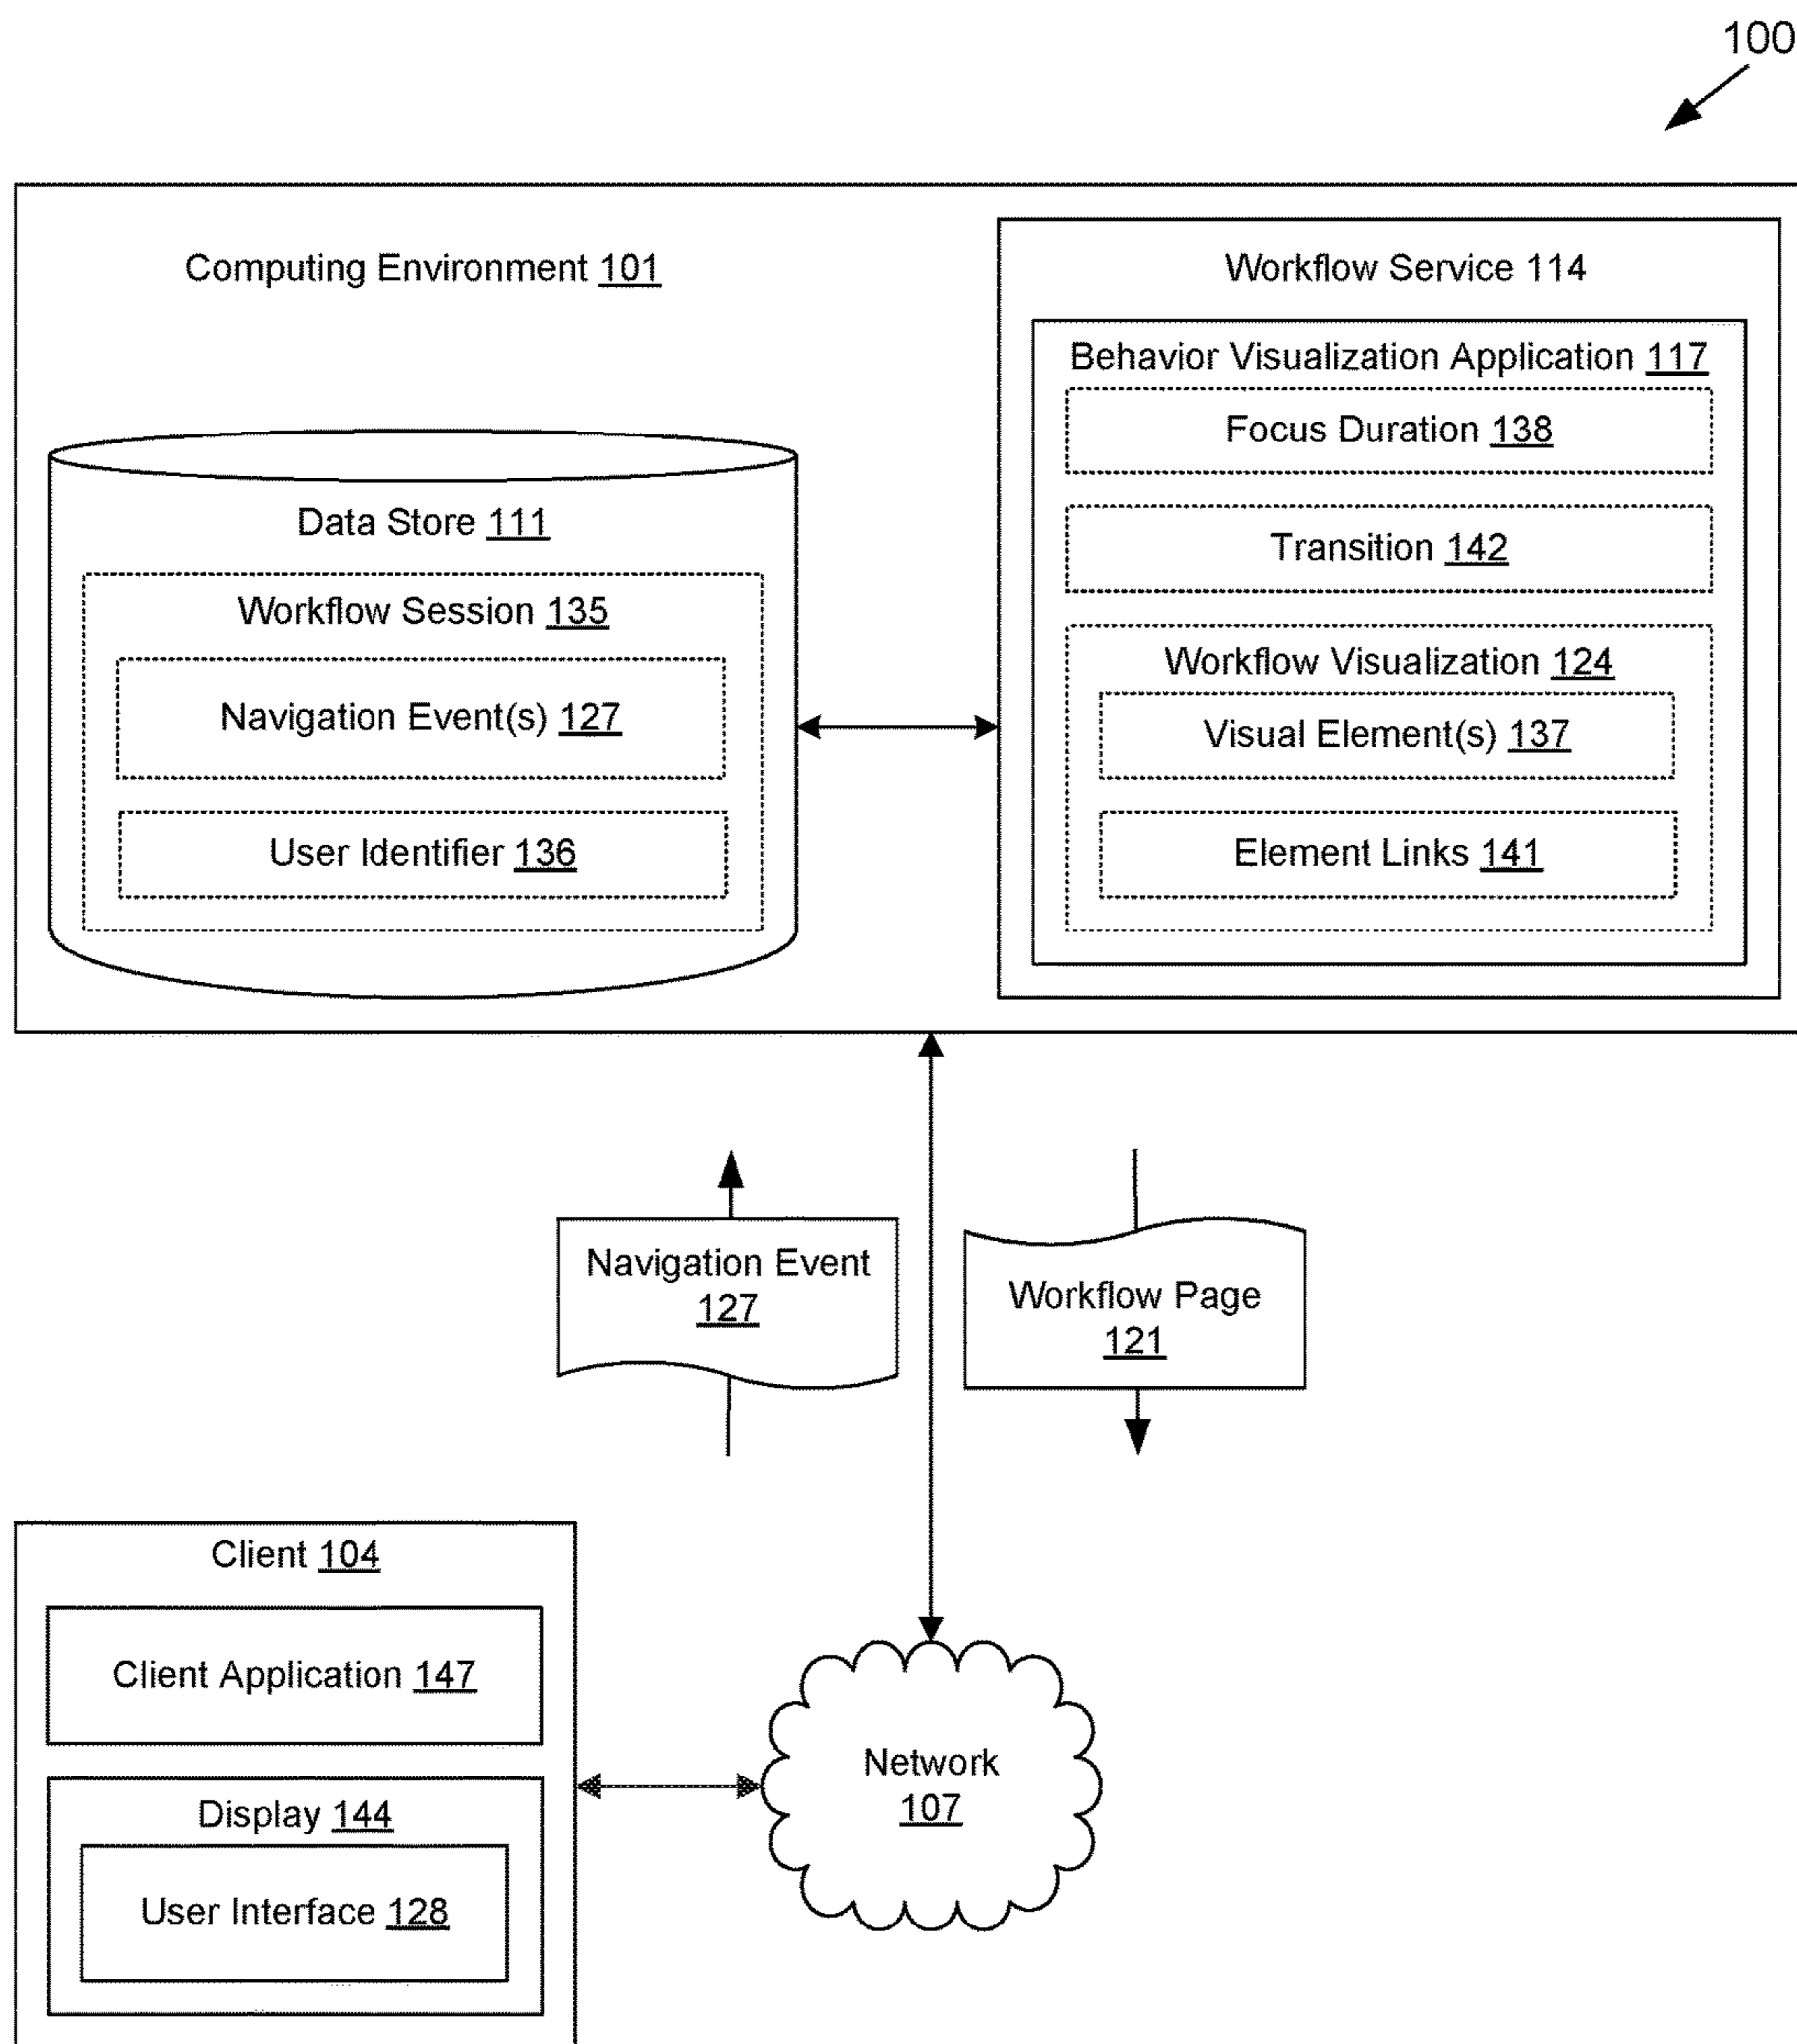 100
Computing Environment 101
Workflow Service 114
Behavior Visualization Application 117
Focus Duration 138
Transition 142
Workflow Visualization 124
Visual Element(s) 137
Element Links 141
Data Store 111
Workflow Session 135
Navigation Event(s) 127
User Identifier 136
Navigation Event
127
Workflow Page
121
Client 104
Client Application 147
Display 144
User Interface 128
Network
107